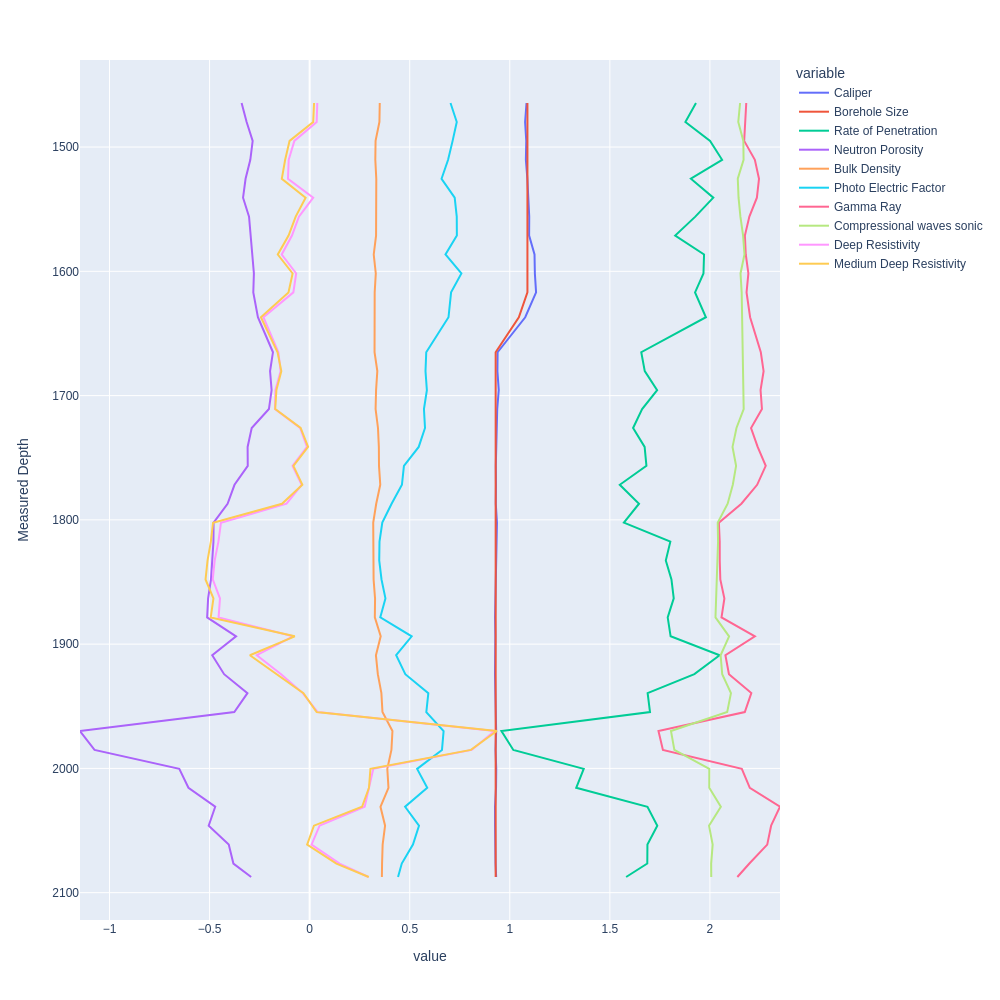 variable
Caliper
Borehole Size
Rate of Penetration
Neutron Porosity
Bulk Density
Photo Electric Factor
Gamma Ray
Compressional waves sonic
Deep Resistivity
Medium Deep Resistivity
Measured Depth
1500
1600
1700
1800
1900
2000
2100
−1 −0.5 0 0.5 1 1.5 2
value